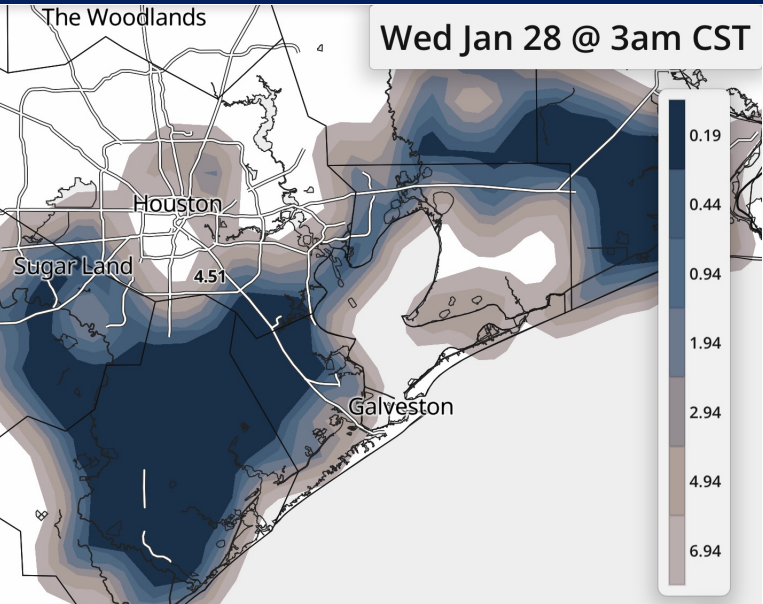 The Woodlands
Wed Jan 28 @ 3am CST
0.19
0.44
0.94
1.94
2.94
4.94
6.94
Houston
Sugar Land
4.51
Galveston